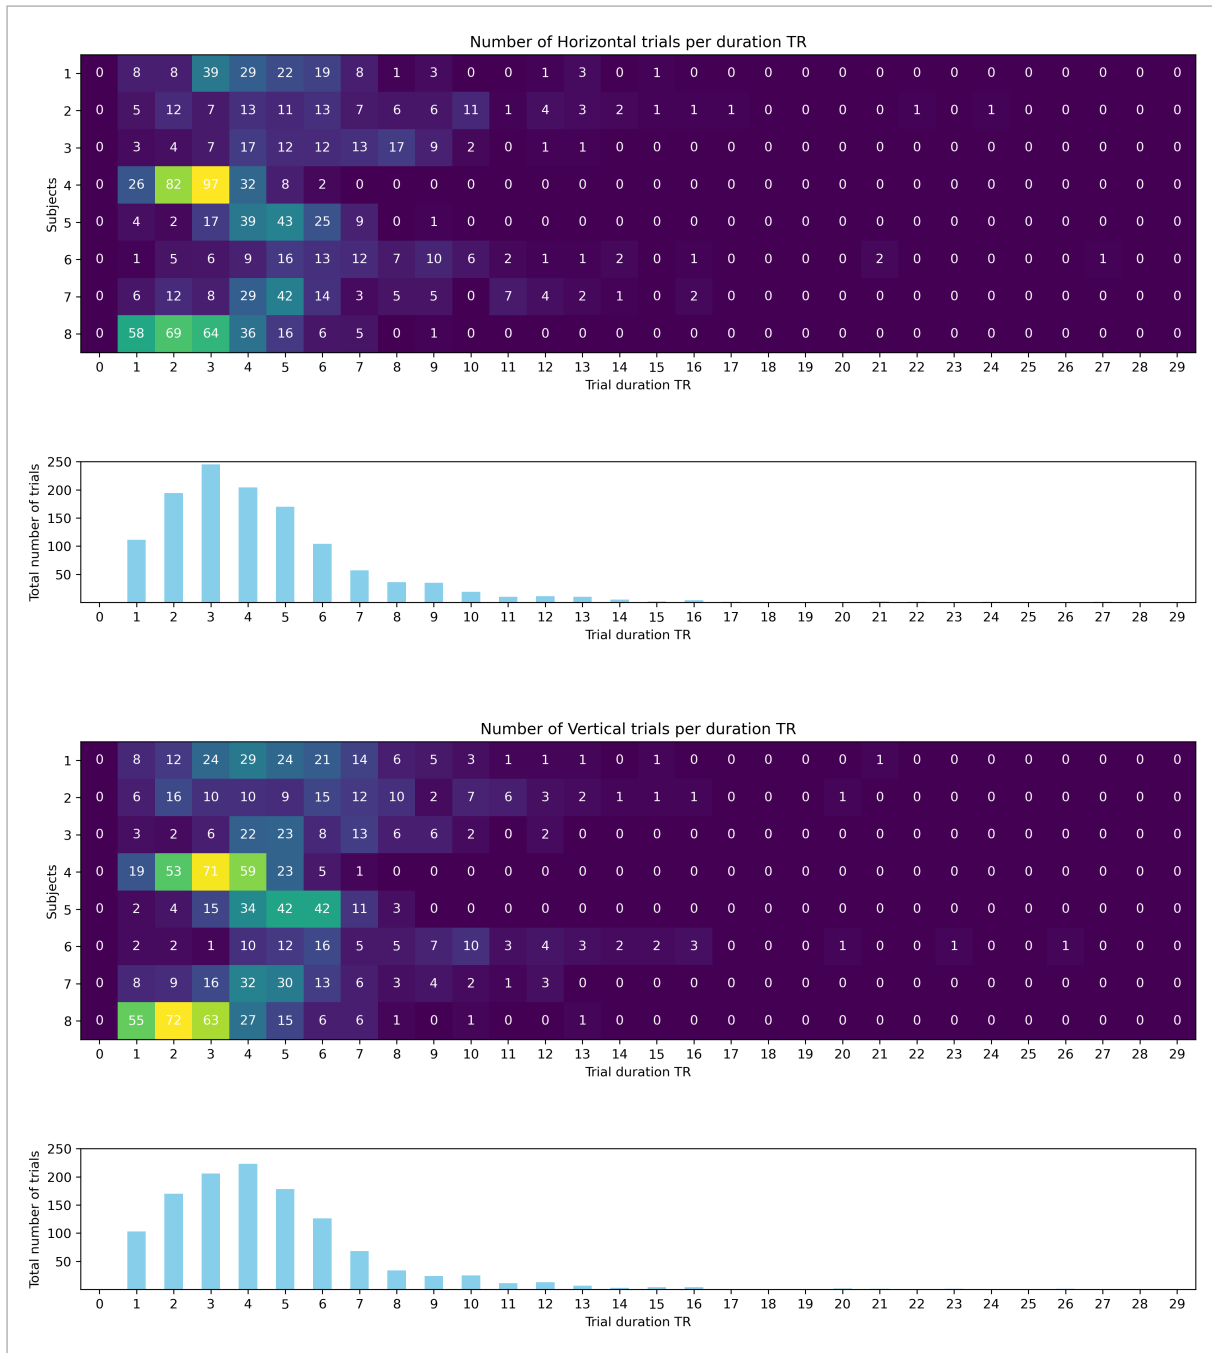 Number of Horizontal trials per duration TR
Subjects
1 0 8 8 39 29 22 19 8 1 3 0 0 1 3 0 1 0 0 0 0 0 0 0 0 0 0 0 0 0 0
2 0 5 12 7 13 11 13 7 6 6 11 1 4 3 2 1 1 1 0 0 0 0 1 0 1 0 0 0 0 0
3 0 3 4 7 17 12 12 13 17 9 2 0 1 1 0 0 0 0 0 0 0 0 0 0 0 0 0 0 0 0
4 0 26 82 97 32 8 2 0 0 0 0 0 0 0 0 0 0 0 0 0 0 0 0 0 0 0 0 0 0 0
5 0 4 2 17 39 43 25 9 0 1 0 0 0 0 0 0 0 0 0 0 0 0 0 0 0 0 0 0 0 0
6 0 1 5 6 9 16 13 12 7 10 6 2 1 1 2 0 1 0 0 0 0 2 0 0 0 0 0 1 0 0
7 0 6 12 8 29 42 14 3 5 5 0 7 4 2 1 0 2 0 0 0 0 0 0 0 0 0 0 0 0 0
8 0 58 69 64 36 16 6 5 0 1 0 0 0 0 0 0 0 0 0 0 0 0 0 0 0 0 0 0 0 0
0 1 2 3 4 5 6 7 8 9 10 11 12 13 14 15 16 17 18 19 20 21 22 23 24 25 26 27 28 29
Trial duration TR
Total number of trials
250
200
150
100
50
0 1 2 3 4 5 6 7 8 9 10 11 12 13 14 15 16 17 18 19 20 21 22 23 24 25 26 27 28 29
Trial duration TR
Number of Vertical trials per duration TR
Subjects
1 0 8 12 24 29 24 21 14 6 5 3 1 1 1 0 1 0 0 0 0 0 1 0 0 0 0 0 0 0 0
2 0 6 16 10 10 9 15 12 10 2 7 6 3 2 1 1 1 0 0 0 1 0 0 0 0 0 0 0 0 0
3 0 3 2 6 22 23 8 13 6 6 2 0 2 0 0 0 0 0 0 0 0 0 0 0 0 0 0 0 0 0
4 0 19 53 71 59 23 5 1 0 0 0 0 0 0 0 0 0 0 0 0 0 0 0 0 0 0 0 0 0 0
5 0 2 4 15 34 42 42 11 3 0 0 0 0 0 0 0 0 0 0 0 0 0 0 0 0 0 0 0 0 0
6 0 2 2 1 10 12 16 5 5 7 10 3 4 3 2 2 3 0 0 0 1 0 0 1 0 0 1 0 0 0
7 0 8 9 16 32 30 13 6 3 4 2 1 3 0 0 0 0 0 0 0 0 0 0 0 0 0 0 0 0 0
8 0 55 72 63 27 15 6 6 1 0 1 0 0 1 0 0 0 0 0 0 0 0 0 0 0 0 0 0 0 0
0 1 2 3 4 5 6 7 8 9 10 11 12 13 14 15 16 17 18 19 20 21 22 23 24 25 26 27 28 29
Trial duration TR
Total number of trials
250
200
150
100
50
0 1 2 3 4 5 6 7 8 9 10 11 12 13 14 15 16 17 18 19 20 21 22 23 24 25 26 27 28 29
Trial duration TR